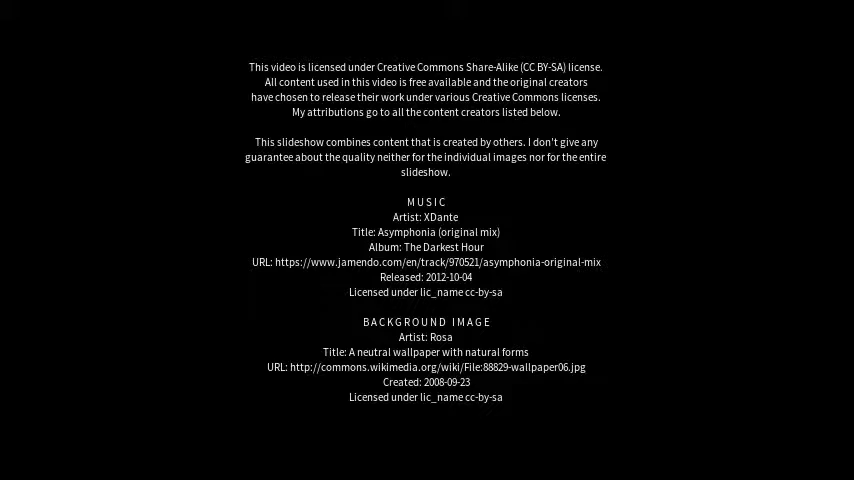 This video is licensed under Creative Commons Share-Alike (CC BY-SA) license.
All content used in this video is free available and the original creators
have chosen to release their work under various Creative Commons licenses.
My attributions go to all the content creators listed below.
This slideshow combines content that is created by others. I don't give any
guarantee about the quality neither for the individual images nor for the entire
slideshow.
MUSIC
Artist: XDante
Title: Asymphonia (original mix)
Album: The Darkest Hour
URL: https://www.jamendo.com/en/track/970521/asymphonia-original-mix
Released: 2012-10-04
Licensed under lic_name cc-by-sa
BACKGROUND IMAGE
Artist: Rosa
Title: A neutral wallpaper with natural forms
URL: http://commons.wikimedia.org/wiki/File:88829-wallpaper06.jpg
Created: 2008-09-23
Licensed under lic_name cc-by-sa